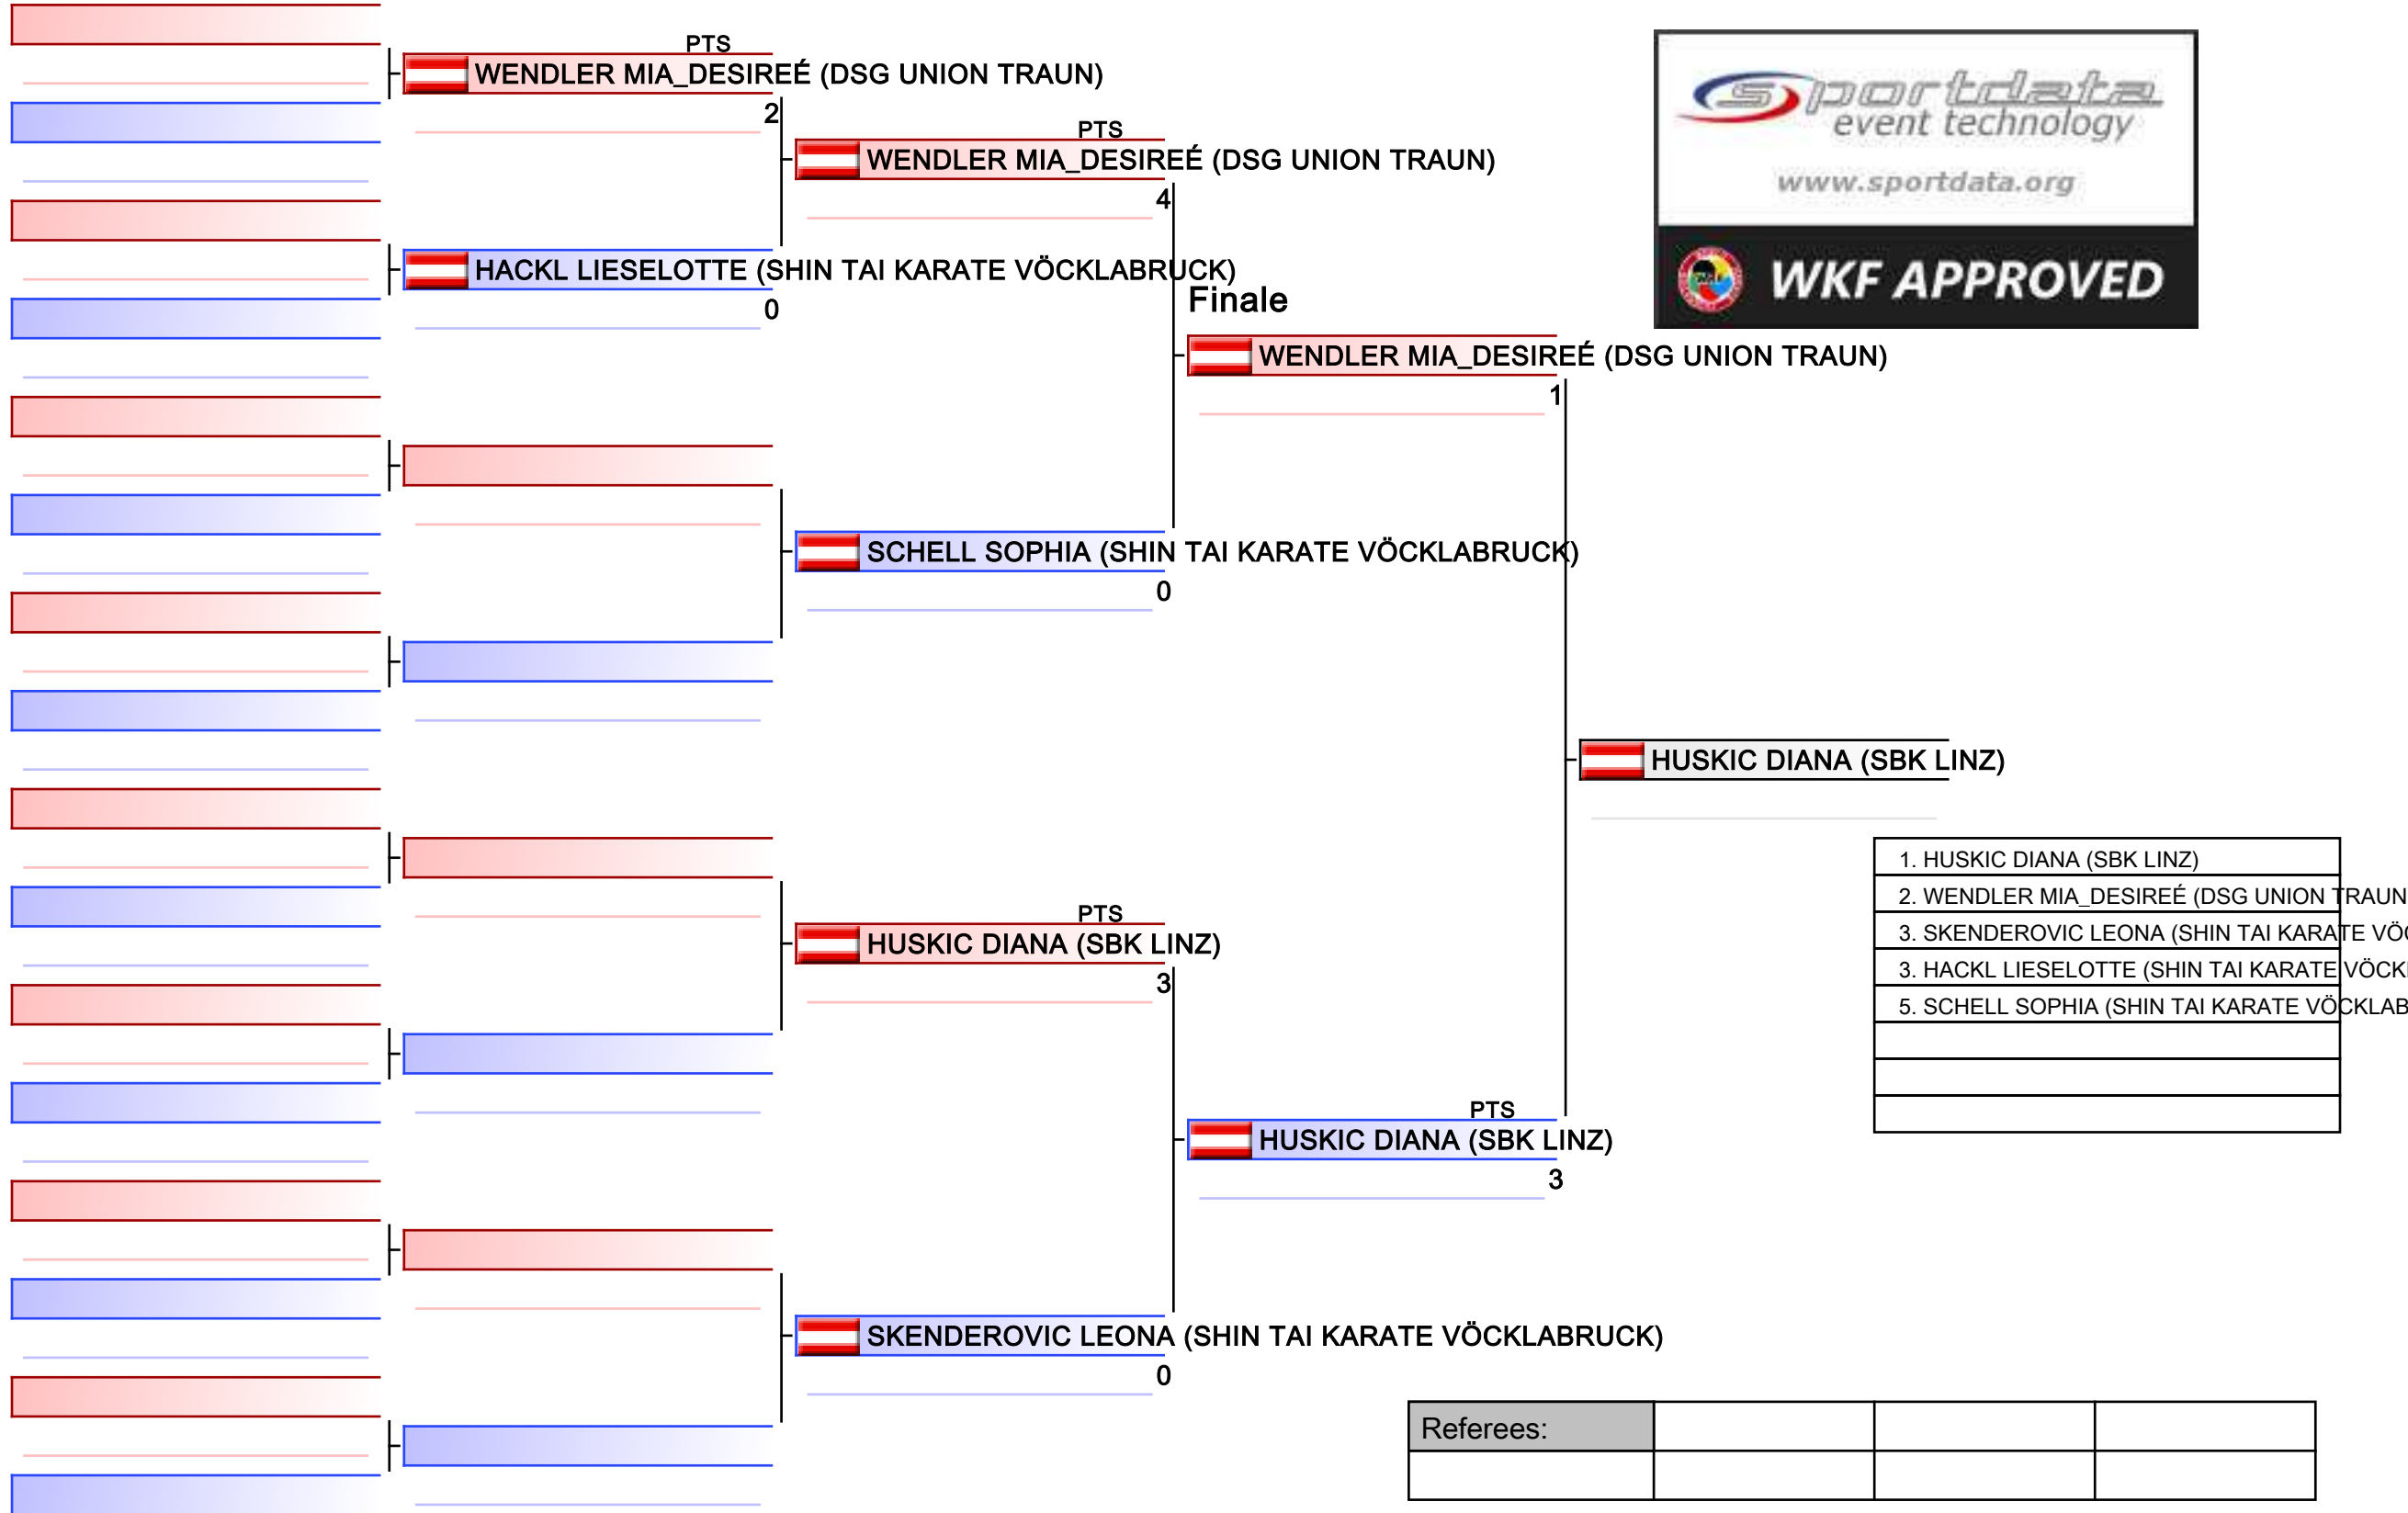 PTS
WENDLER MIA_DESIREÉ (DSG UNION TRAUN)
2
PTS
WENDLER MIA_DESIREÉ (DSG UNION TRAUN)
4
HACKL LIESELOTTE (SHIN TAI KARATE VÖCKLABRUCK)
0
Finale
WENDLER MIA_DESIREÉ (DSG UNION TRAUN)
1
SCHELL SOPHIA (SHIN TAI KARATE VÖCKLABRUCK)
0
HUSKIC DIANA (SBK LINZ)
PTS
HUSKIC DIANA (SBK LINZ)
3
PTS
HUSKIC DIANA (SBK LINZ)
3
SKENDEROVIC LEONA (SHIN TAI KARATE VÖCKLABRUCK)
0
sportdata
event technology
www.sportdata.org
WKF APPROVED
1. HUSKIC DIANA (SBK LINZ)
2. WENDLER MIA_DESIREÉ (DSG UNION TRAUN
3. SKENDEROVIC LEONA (SHIN TAI KARATE VÖ
3. HACKL LIESELOTTE (SHIN TAI KARATE VÖCK
5. SCHELL SOPHIA (SHIN TAI KARATE VÖCKLAB
Referees: